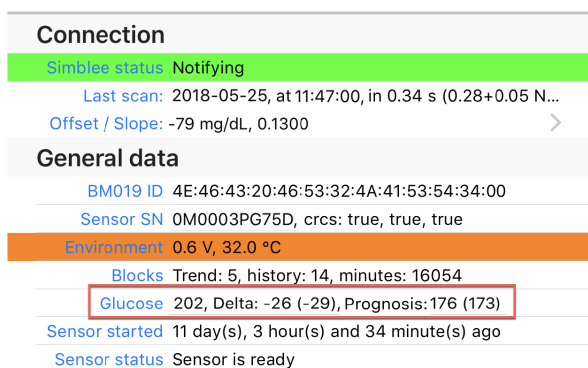 Connection
Simblee status Notifying
Last scan: 2018-05-25, at 11:47:00, in 0.34 s (0.28+0.05 N...
Offset / Slope: -79 mg/dL, 0.1300
General data
BM019 ID 4E:46:43:20:46:53:32:4A:41:53:54:34:00
Sensor SN 0M0003PG75D, crcs: true, true, true
Environment 0.6 V, 32.0 °C
Blocks Trend: 5, history: 14, minutes: 16054
Glucose 202, Delta: -26 (-29), Prognosis: 176 (173)
Sensor started 11 day(s), 3 hour(s) and 34 minute(s) ago
Sensor status Sensor is ready